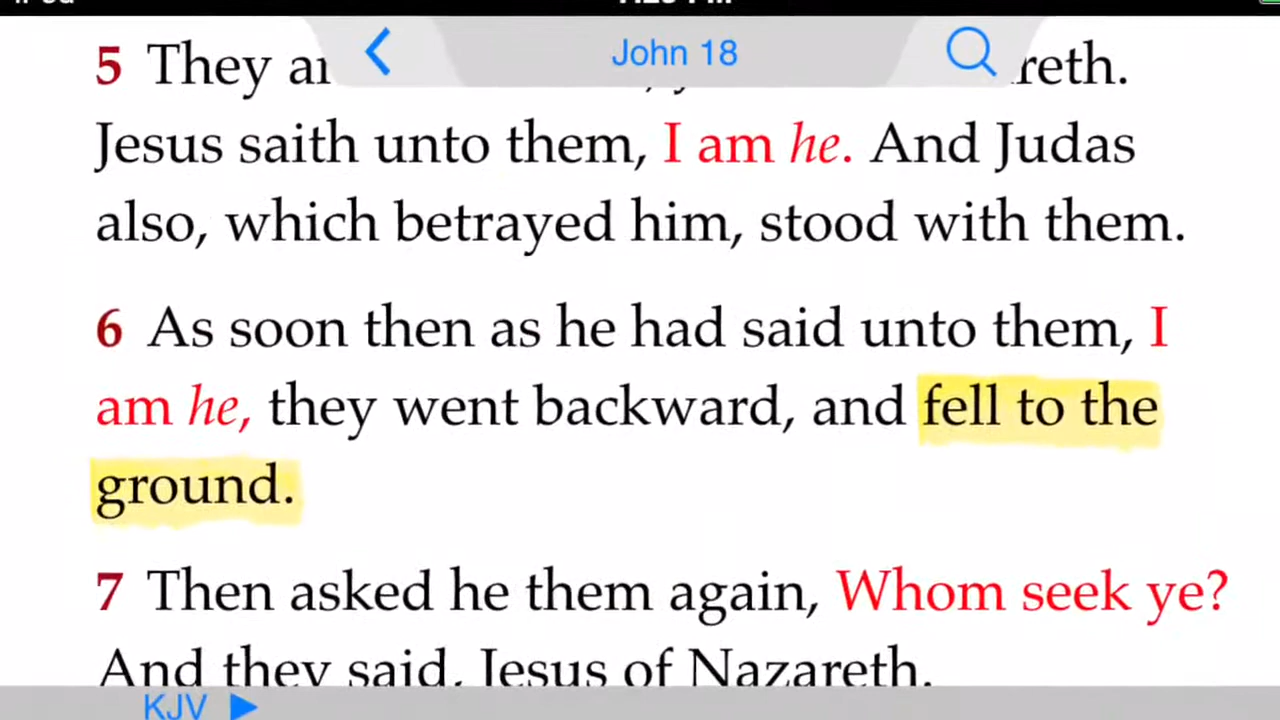 John 18
5 They reth.
Jesus saith unto them, I am he. And Judas
also, which betrayed him, stood with them.
6 As soon then as he had said unto them, I
am he, they went backward, and fell to the
ground.
7 Then asked he them again, Whom seek ye?
And they said, Jesus of Nazareth.
KJV